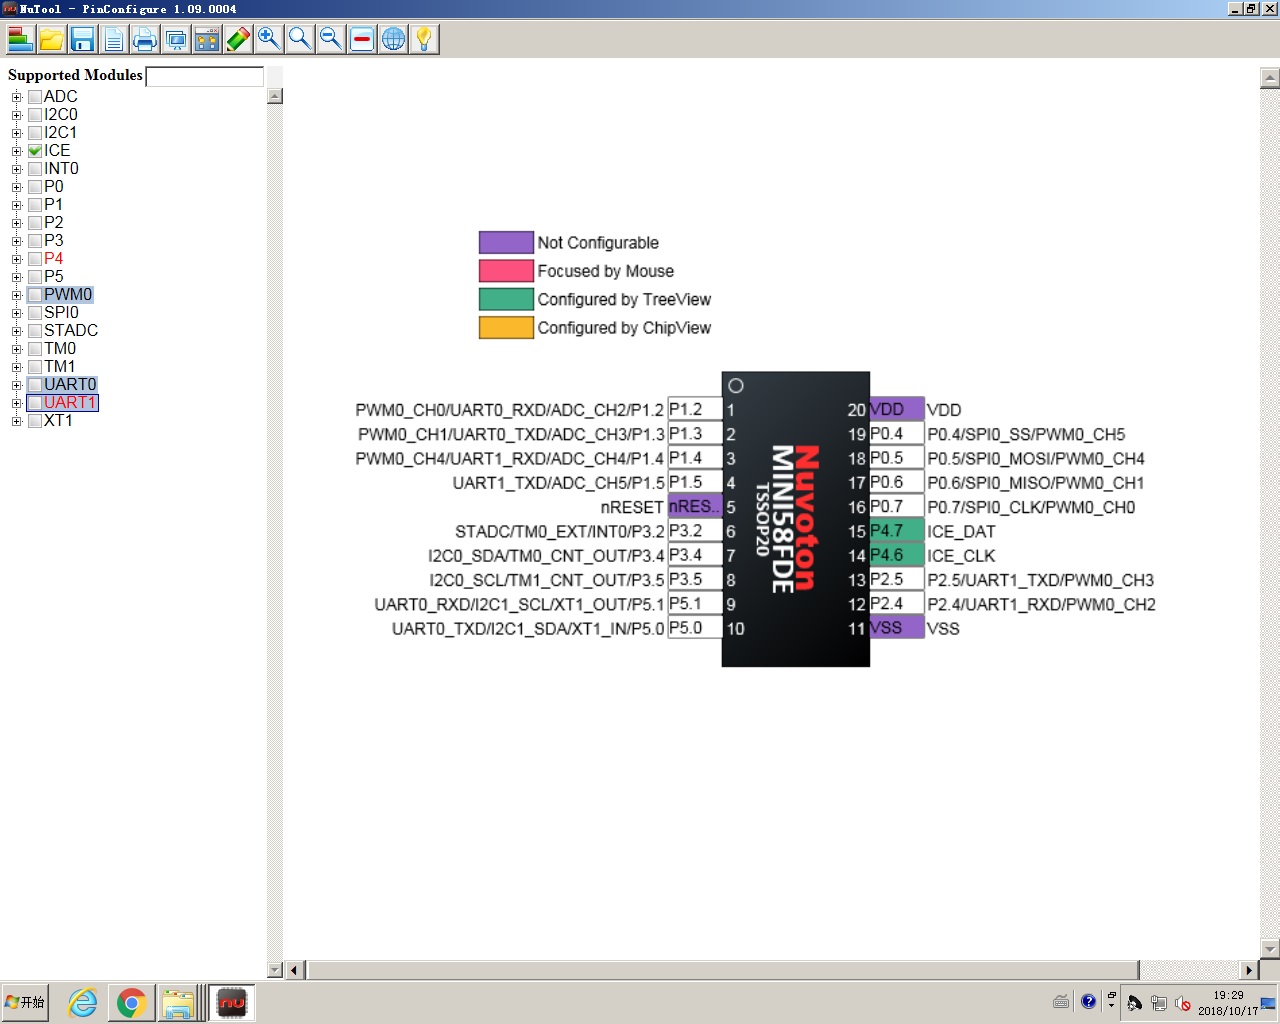 NuTool - PinConfigure 1.09.0004
Supported Modules
ADC
I2C0
I2C1
ICE
INT0
P0
P1
P2
P3
P4
P5
PWM0
SPI0
STADC
TM0
TM1
UART0
UART1
XT1
Not Configurable
Focused by Mouse
Configured by TreeView
Configured by ChipView
PWM0_CH0/UART0_RXD/ADC_CH2/P1.2 P1.2 1 20 VDD VDD
PWM0_CH1/UART0_TXD/ADC_CH3/P1.3 P1.3 2 19 P0.4 P0.4/SPI0_SS/PWM0_CH5
PWM0_CH4/UART1_RXD/ADC_CH4/P1.4 P1.4 3 18 P0.5 P0.5/SPI0_MOSI/PWM0_CH4
UART1_TXD/ADC_CH5/P1.5 P1.5 4 17 P0.6 P0.6/SPI0_MISO/PWM0_CH1
nRESET nRES.. 5 16 P0.7 P0.7/SPI0_CLK/PWM0_CH0
STADC/TM0_EXT/INT0/P3.2 P3.2 6 15 P4.7 ICE_DAT
I2C0_SDA/TM0_CNT_OUT/P3.4 P3.4 7 14 P4.6 ICE_CLK
I2C0_SCL/TM1_CNT_OUT/P3.5 P3.5 8 13 P2.5 P2.5/UART1_TXD/PWM0_CH3
UART0_RXD/I2C1_SCL/XT1_OUT/P5.1 P5.1 9 12 P2.4 P2.4/UART1_RXD/PWM0_CH2
UART0_TXD/I2C1_SDA/XT1_IN/P5.0 P5.0 10 11 VSS VSS
nuvoton
MINI58FDE
TSSOP20
开始
nu
19:29
2018/10/17